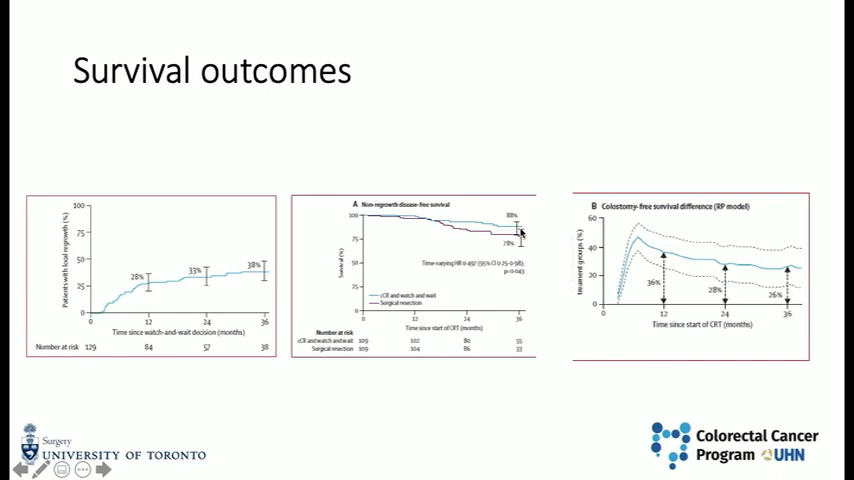 Survival outcomes
Patients with local regrowth (%)
100
75
50
25
0
28%
33%
38%
0 12 24 36
Time since watch-and-wait decision (months)
Number at risk 129 84 57 38
A Non-regrowth disease-free survival
Survival (%)
100
75
50
25
0
88%
78%
Time-varying HR 0·497 (95% CI 0·25–0·98);
p=0·043
cCR and watch and wait
Surgical resection
0 12 24 36
Time since start of CRT (months)
Number at risk
cCR and watch and wait 109 102 80 55
Surgical resection 109 104 86 33
B Colostomy-free survival difference (RP model)
treatment groups (%)
60
40
20
0
36%
28%
26%
0 12 24 36
Time since start of CRT (months)
Surgery
UNIVERSITY OF TORONTO
Colorectal Cancer
Program UHN